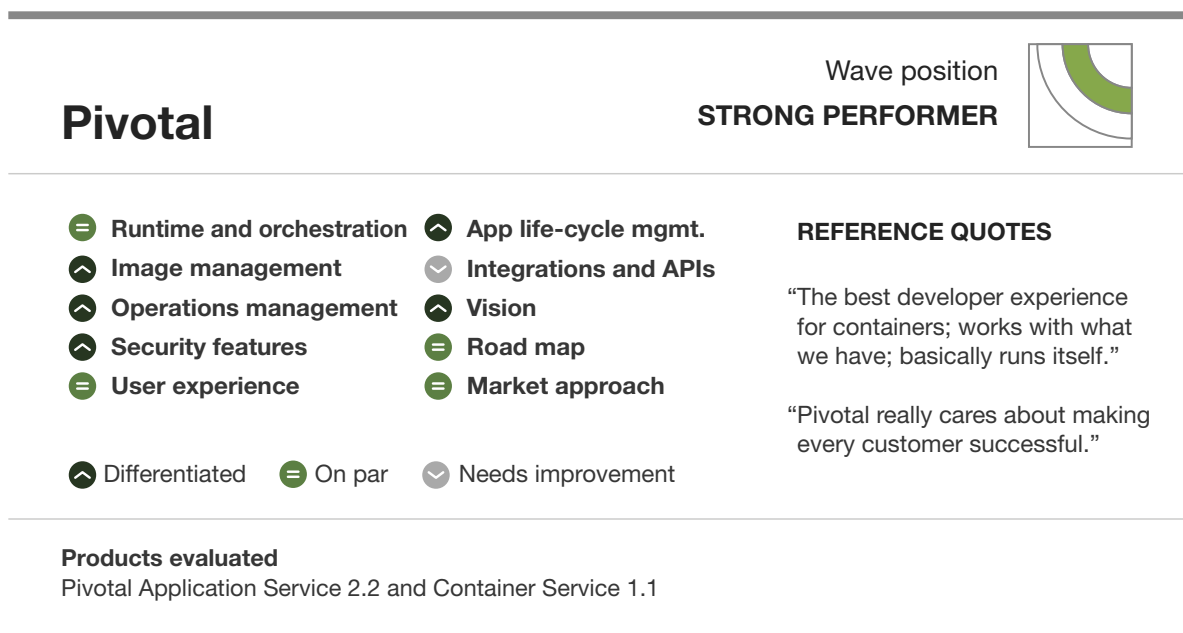 Pivotal
Wave position
STRONG PERFORMER
Runtime and orchestration
Image management
Operations management
Security features
User experience
App life-cycle mgmt.
Integrations and APIs
Vision
Road map
Market approach
Differentiated
On par
Needs improvement
REFERENCE QUOTES
“The best developer experience
for containers; works with what
we have; basically runs itself.”
“Pivotal really cares about making
every customer successful.”
Products evaluated
Pivotal Application Service 2.2 and Container Service 1.1